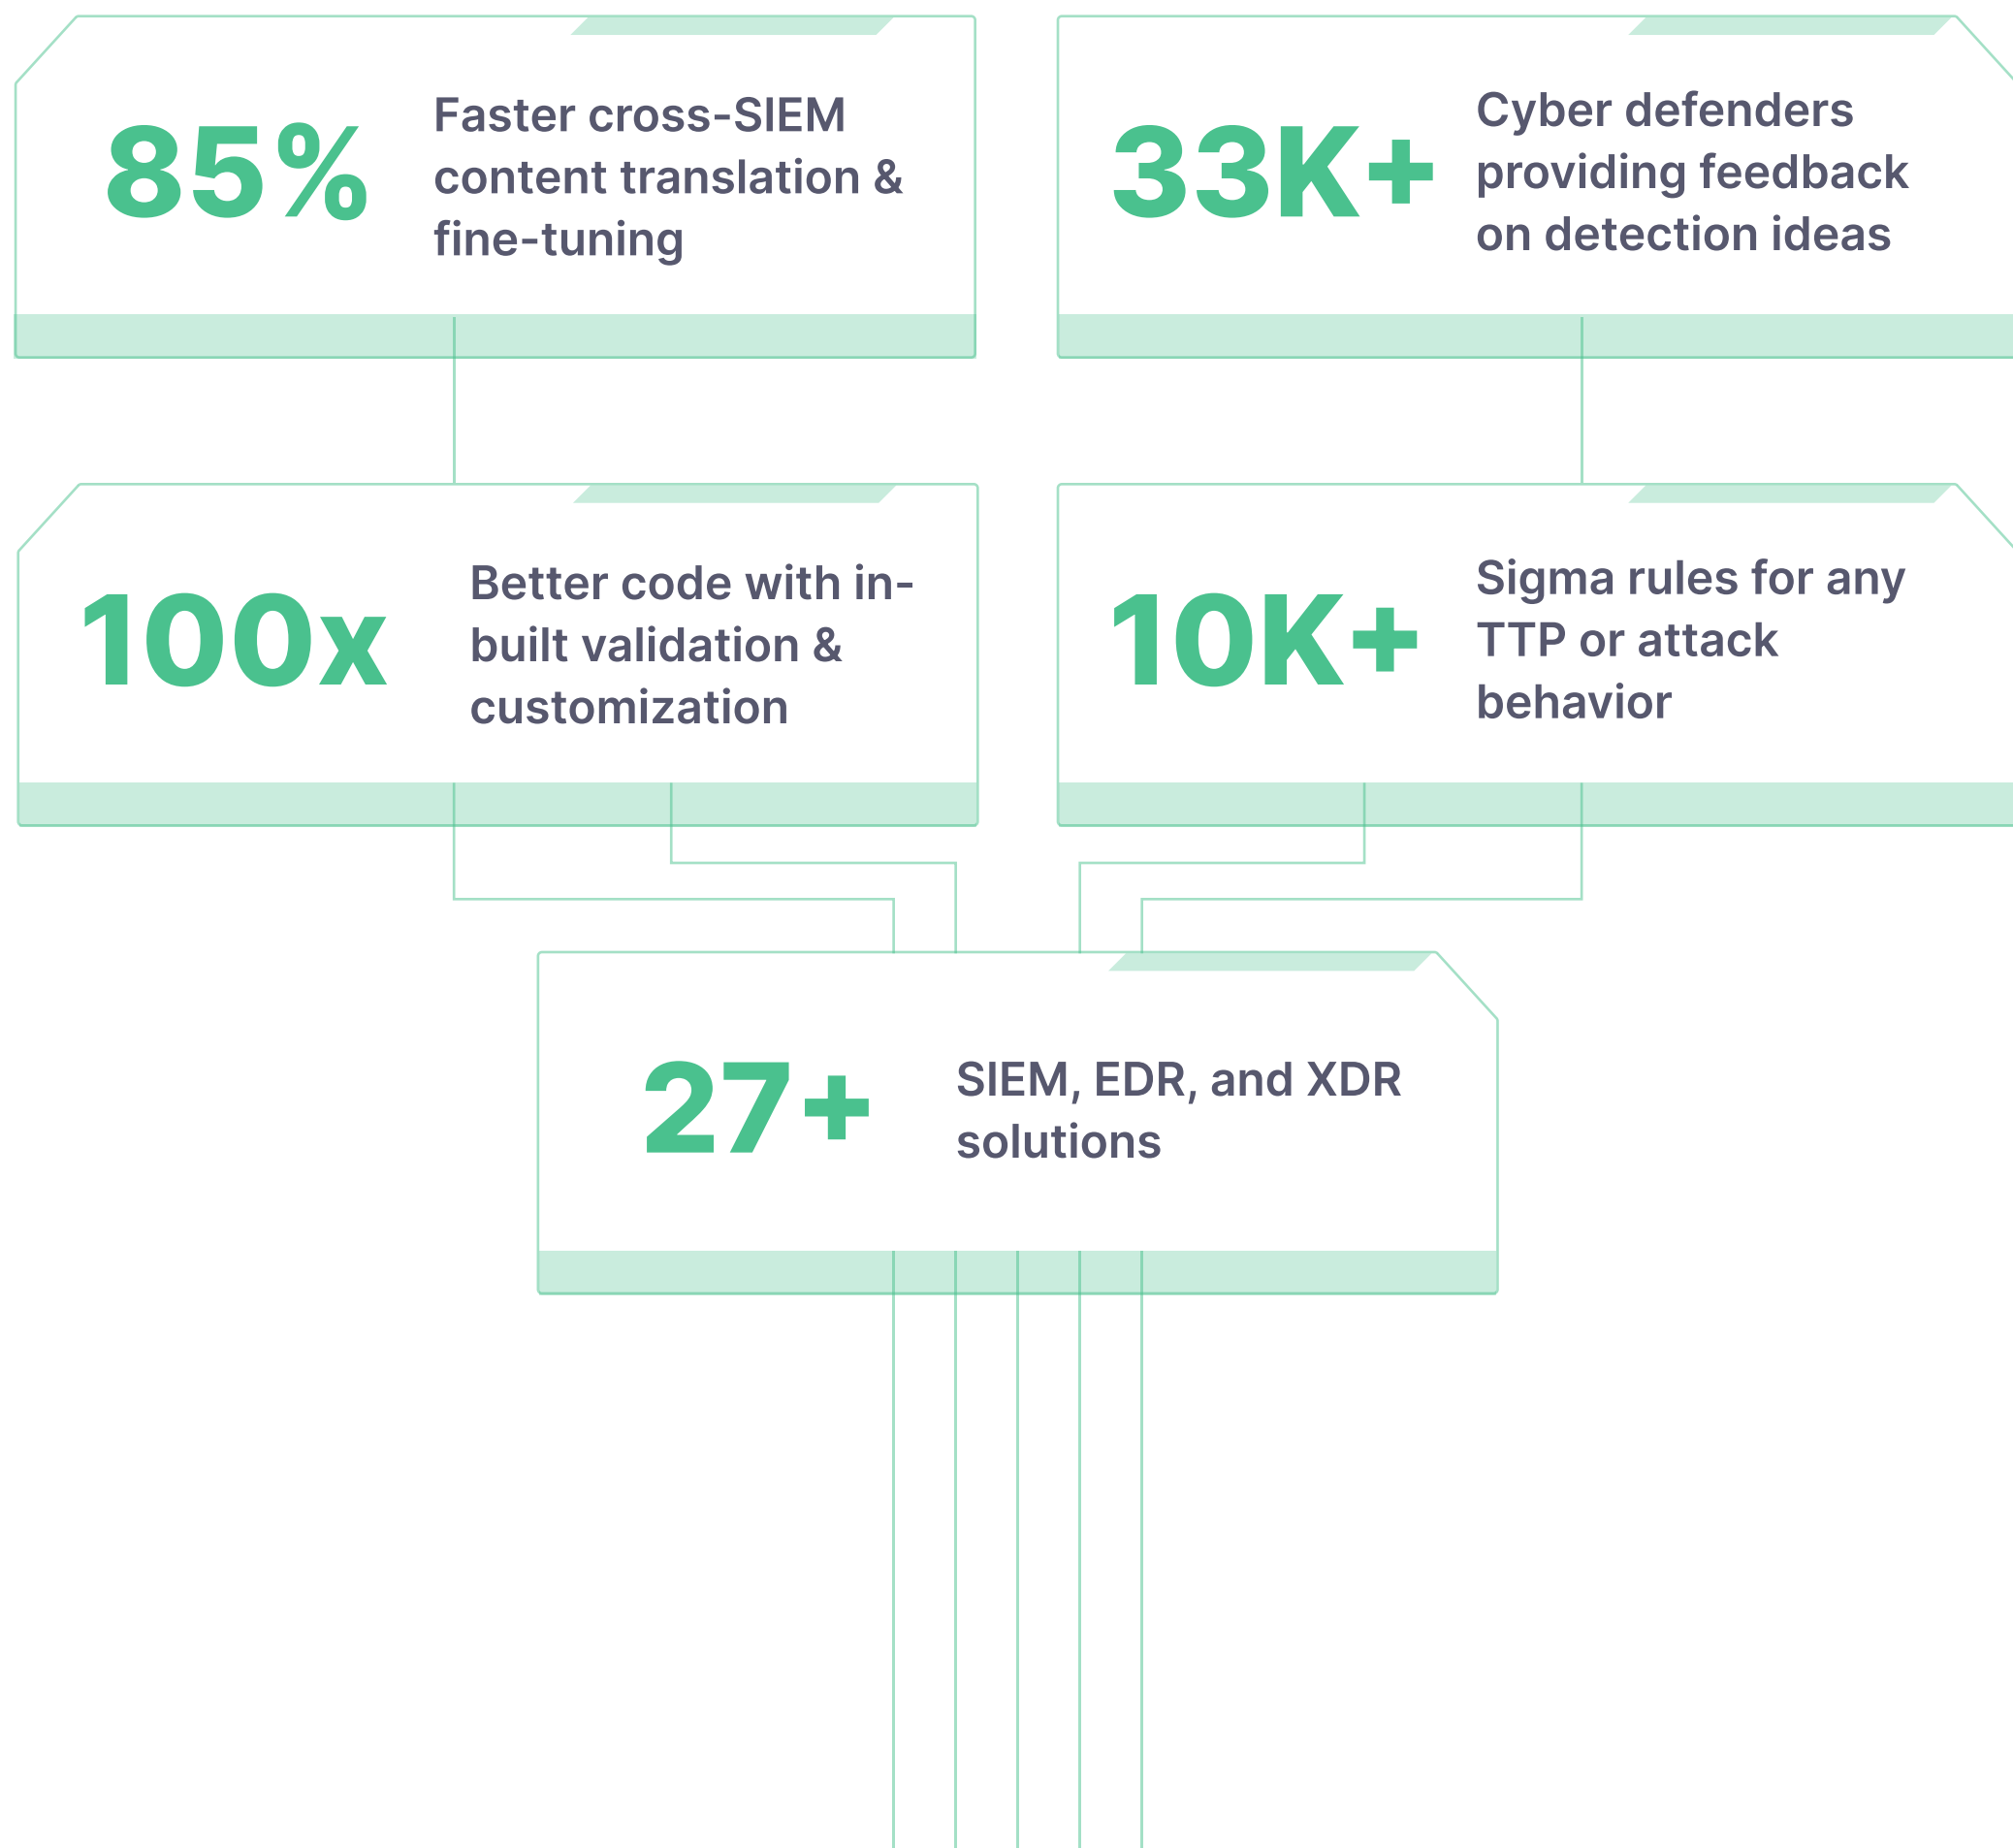 85%
Faster cross-SIEM
content translation &
fine-tuning
33K+
Cyber defenders
providing feedback
on detection ideas
100x
Better code with in-
built validation &
customization
10K+
Sigma rules for any
TTP or attack
behavior
27+
SIEM, EDR, and XDR
solutions